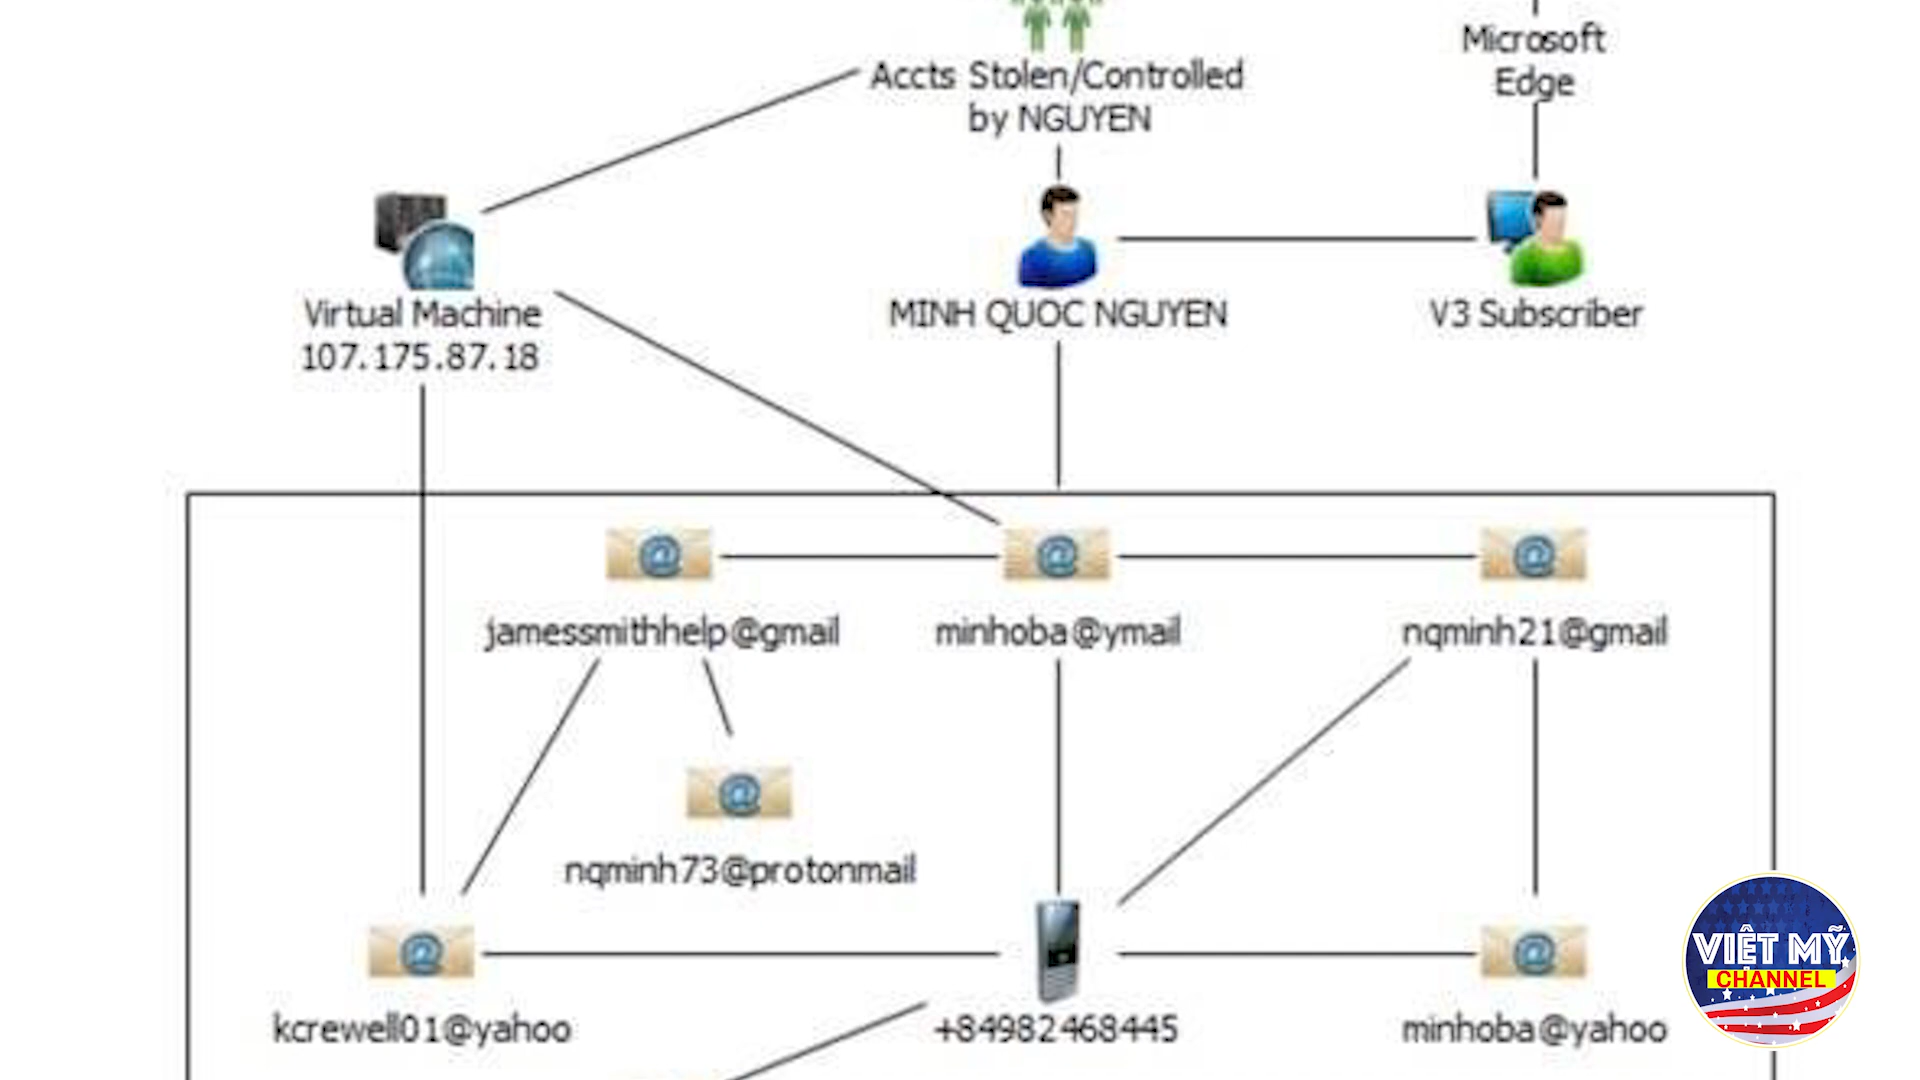 Microsoft
Edge
Accts Stolen/Controlled
by NGUYEN
Virtual Machine
107.175.87.18
MINH QUOC NGUYEN
V3 Subscriber
jamessmithhelp@gmail
minhoba@ymail
nqminh21@gmail
nqminh73@protonmail
kcrewell01@yahoo
+84982468445
minhoba@yahoo
VIỆT MỸ
CHANNEL